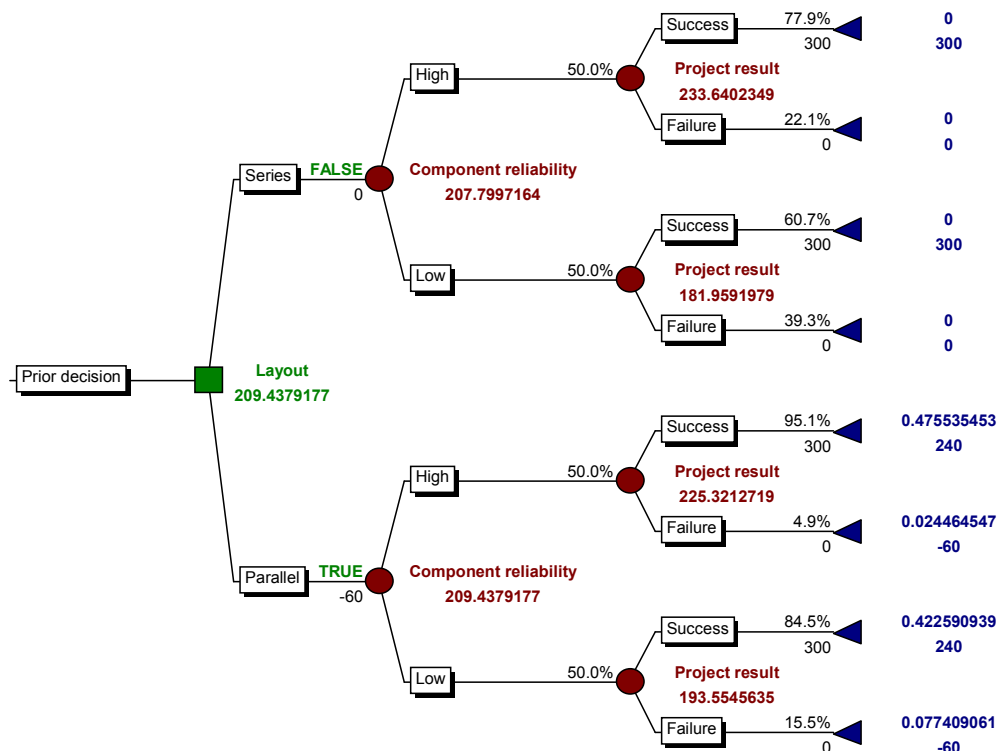 Success 77.9% 0
300 300
High 50.0% Project result
233.6402349
Failure 22.1% 0
0 0
Series FALSE Component reliability
0 207.7997164
Success 60.7% 0
300 300
Low 50.0% Project result
181.9591979
Failure 39.3% 0
0 0
Prior decision Layout
209.4379177
Success 95.1% 0.475535453
300 240
High 50.0% Project result
225.3212719
Failure 4.9% 0.024464547
0 -60
Parallel TRUE Component reliability
-60 209.4379177
Success 84.5% 0.422590939
300 240
Low 50.0% Project result
193.5545635
Failure 15.5% 0.077409061
0 -60